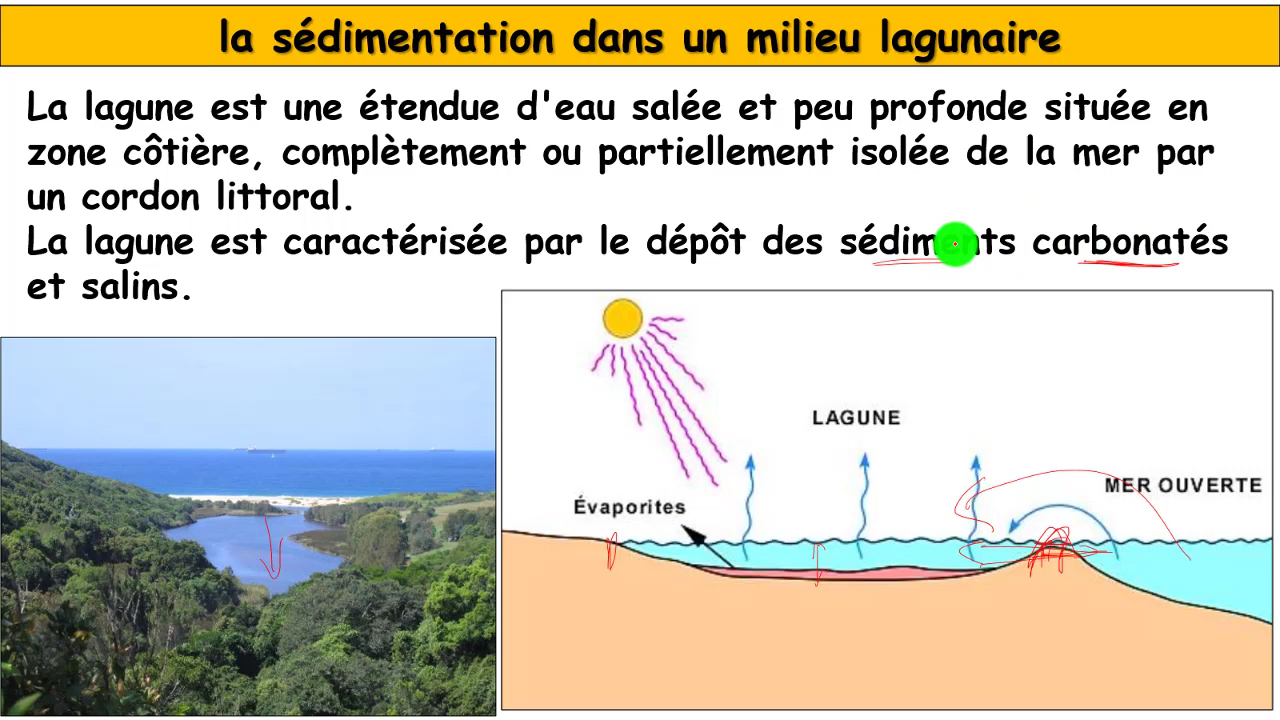 la sédimentation dans un milieu lagunaire
La lagune est une étendue d'eau salée et peu profonde située en
zone côtière, complètement ou partiellement isolée de la mer par
un cordon littoral.
La lagune est caractérisée par le dépôt des sédiments carbonatés
et salins.
LAGUNE
MER OUVERTE
Évaporites